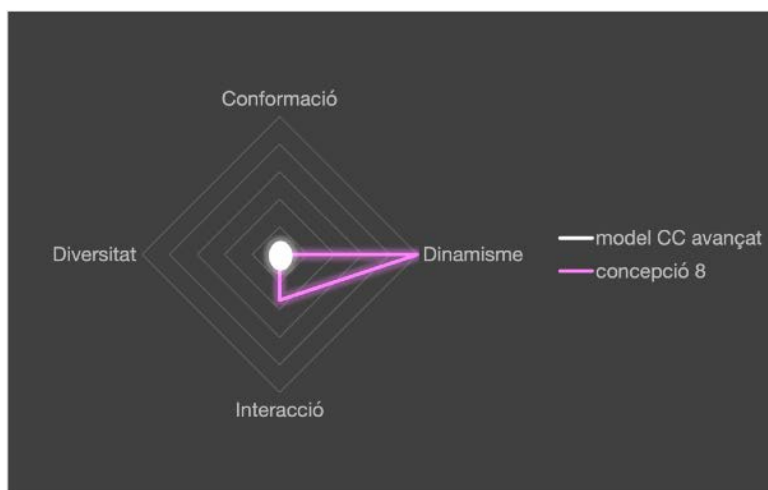 Conformació
Diversitat
Dinamisme
Interacció
model CC avançat
concepció 8